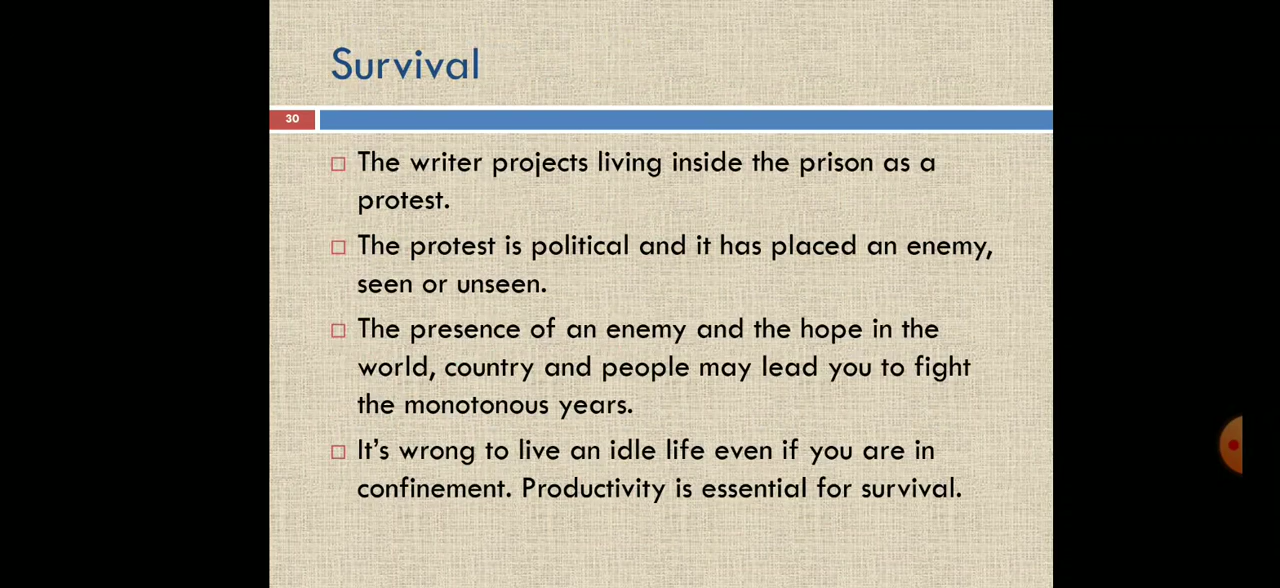 Survival
30
The writer projects living inside the prison as a
protest.
The protest is political and it has placed an enemy,
seen or unseen.
The presence of an enemy and the hope in the
world, country and people may lead you to fight
the monotonous years.
It's wrong to live an idle life even if you are in
confinement. Productivity is essential for survival.